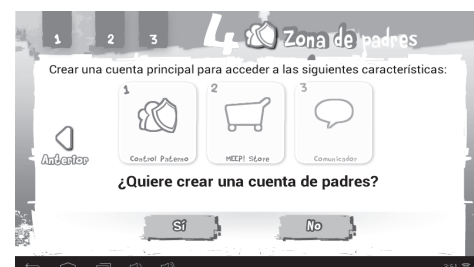 1 2 3 4 Zona de padres
Crear una cuenta principal para acceder a las siguientes características:
1 2 3
Control Paterno MEEP! Store Comunicador
Anterior
¿Quiere crear una cuenta de padres?
Sí No